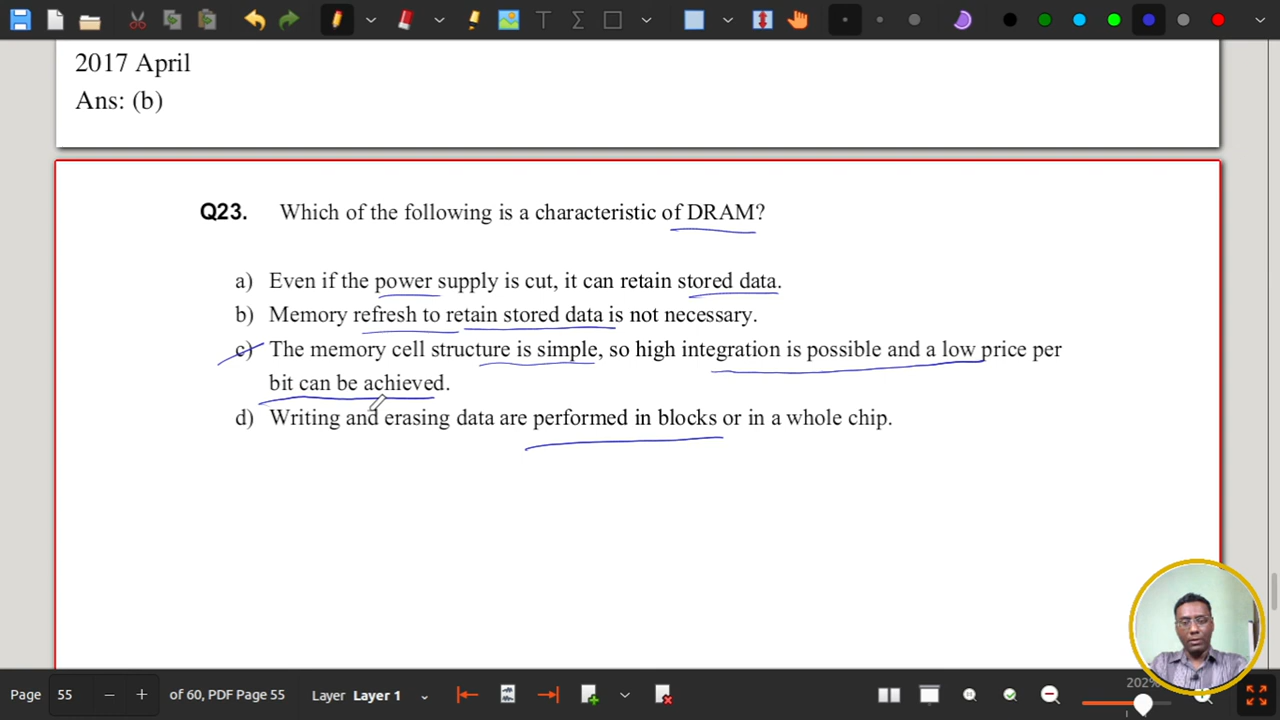 2017 April
Ans: (b)
Q23. Which of the following is a characteristic of DRAM?
a) Even if the power supply is cut, it can retain stored data.
b) Memory refresh to retain stored data is not necessary.
c) The memory cell structure is simple, so high integration is possible and a low price per
bit can be achieved.
d) Writing and erasing data are performed in blocks or in a whole chip.
Page 55 of 60, PDF Page 55 Layer Layer 1 202%